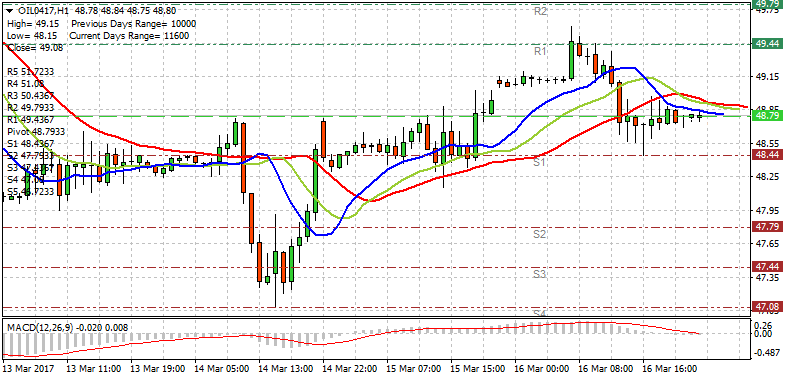 OIL0417,H1 48.78 48.84 48.75 48.80
High= 49.15 Previous Days Range= 10000
Low= 48.15 Current Days Range= 11600
Close= 49.08
R5 51.7233
R4 51.08
R3 50.4367
R2 49.7933
R1 49.4367
Pivot 48.7933
S1 48.4367
S2 47.7933
S3 47.4367
S5 46.7233
R2
R1
S1
S2
S3
S4
49.79
49.75
49.44
49.15
48.85
48.79
48.55
48.44
48.25
47.95
47.79
47.65
47.44
47.35
47.08
MACD(12,26,9) -0.020 0.008
0.26
0.00
-0.487
13 Mar 2017 13 Mar 11:00 13 Mar 19:00 14 Mar 05:00 14 Mar 13:00 14 Mar 22:00 15 Mar 07:00 15 Mar 15:00 16 Mar 00:00 16 Mar 08:00 16 Mar 16:00